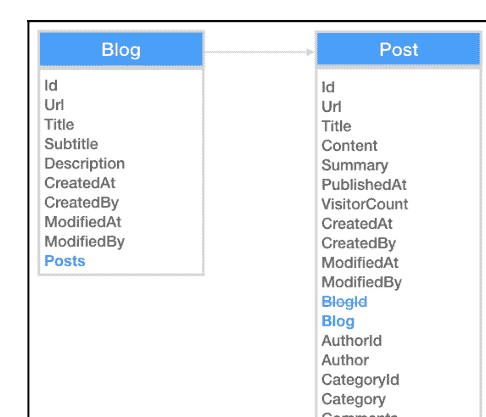 Blog
Id
Url
Title
Subtitle
Description
CreatedAt
CreatedBy
ModifiedAt
ModifiedBy
Posts
Post
Id
Url
Title
Content
Summary
PublishedAt
VisitorCount
CreatedAt
CreatedBy
ModifiedAt
ModifiedBy
BlogId
Blog
AuthorId
Author
CategoryId
Category
Comments